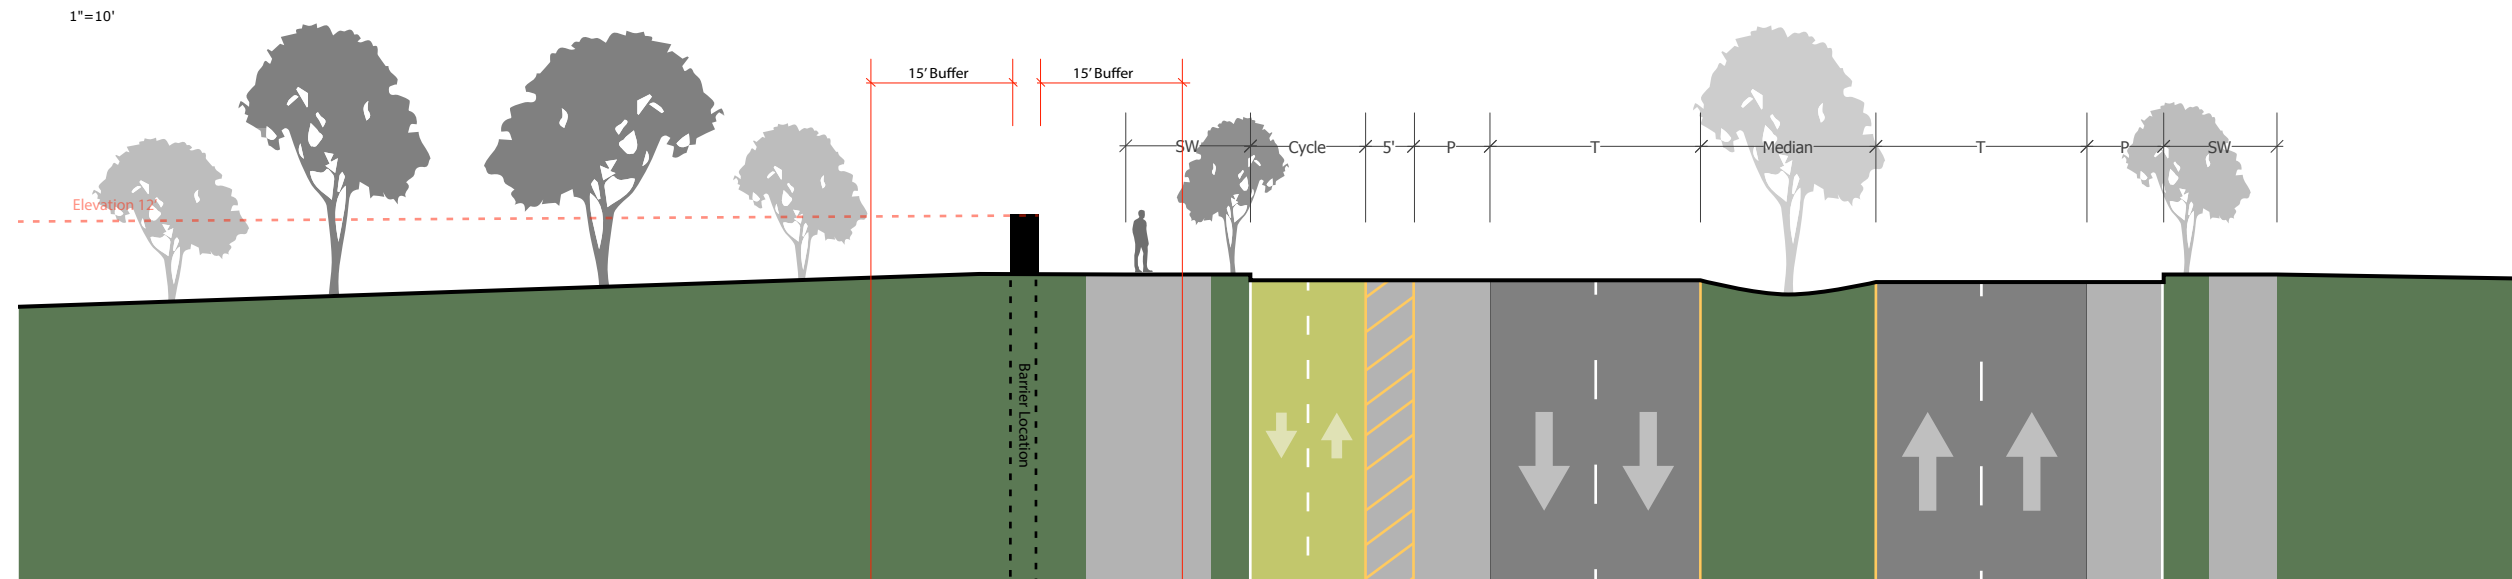 1"=10'
15' Buffer
15' Buffer
SW
Cycle
5'
P
T
Median
T
P
SW
Elevation 12'
Barrier Location